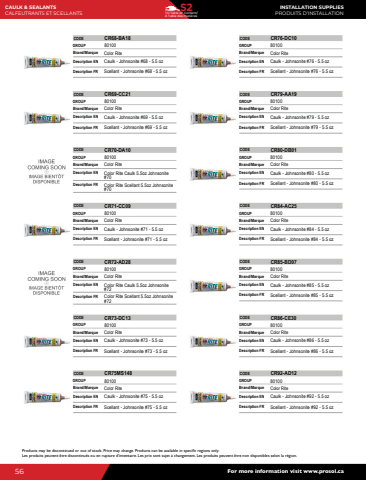 CAULK & SEALANTS
CALFEUTRANTS ET SCELLANTS
S2
INSTALLATION SUPPLIES
PRODUITS D'INSTALLATION
CODE CR68-BA18
GROUP 80100
Brand/Marque Color Rite
Description EN Caulk - Johnsonite #68 - 5.5 oz
Description FR Scellant - Johnsonite #68 - 5.5 oz
CODE CR69-CC21
GROUP 80100
Brand/Marque Color Rite
Description EN Caulk - Johnsonite #69 - 5.5 oz
Description FR Scellant - Johnsonite #69 - 5.5 oz
IMAGE
COMING SOON
IMAGE BIENTÔT
DISPONIBLE
CODE CR70-DA10
GROUP 80100
Brand/Marque Color Rite
Description EN Color Rite Caulk 5.5oz Johnsonite
#70
Description FR Color Rite Scellant 5.5oz Johnsonite
#70
CODE CR71-CC09
GROUP 80100
Brand/Marque Color Rite
Description EN Caulk - Johnsonite #71 - 5.5 oz
Description FR Scellant - Johnsonite #71 - 5.5 oz
IMAGE
COMING SOON
IMAGE BIENTÔT
DISPONIBLE
CODE CR72-AD28
GROUP 80100
Brand/Marque Color Rite
Description EN Color Rite Caulk 5.5oz Johnsonite
#72
Description FR Color Rite Scellant 5.5oz Johnsonite
#72
CODE CR73-DC13
GROUP 80100
Brand/Marque Color Rite
Description EN Caulk - Johnsonite #73 - 5.5 oz
Description FR Scellant - Johnsonite #73 - 5.5 oz
CODE CR75MS148
GROUP 80100
Brand/Marque Color Rite
Description EN Caulk - Johnsonite #75 - 5.5 oz
Description FR Scellant - Johnsonite #75 - 5.5 oz
CODE CR76-DC10
GROUP 80100
Brand/Marque Color Rite
Description EN Caulk - Johnsonite #76 - 5.5 oz
Description FR Scellant - Johnsonite #76 - 5.5 oz
CODE CR79-AA19
GROUP 80100
Brand/Marque Color Rite
Description EN Caulk - Johnsonite #79 - 5.5 oz
Description FR Scellant - Johnsonite #79 - 5.5 oz
CODE CR80-DB01
GROUP 80100
Brand/Marque Color Rite
Description EN Caulk - Johnsonite #80 - 5.5 oz
Description FR Scellant - Johnsonite #80 - 5.5 oz
CODE CR84-AC25
GROUP 80100
Brand/Marque Color Rite
Description EN Caulk - Johnsonite #84 - 5.5 oz
Description FR Scellant - Johnsonite #84 - 5.5 oz
CODE CR85-BD07
GROUP 80100
Brand/Marque Color Rite
Description EN Caulk - Johnsonite #85 - 5.5 oz
Description FR Scellant - Johnsonite #85 - 5.5 oz
CODE CR86-CE30
GROUP 80100
Brand/Marque Color Rite
Description EN Caulk - Johnsonite #86 - 5.5 oz
Description FR Scellant - Johnsonite #86 - 5.5 oz
CODE CR92-AD12
GROUP 80100
Brand/Marque Color Rite
Description EN Caulk - Johnsonite #92 - 5.5 oz
Description FR Scellant - Johnsonite #92 - 5.5 oz
Products may be discontinued or out of stock. Price may change. Products can be available in specific regions only.
Les produits peuvent être discontinués ou en rupture d'inventaire. Les prix sont sujet à changement. Les produits peuvent être non disponibles selon la région.
56
For more information visit www.prosol.ca